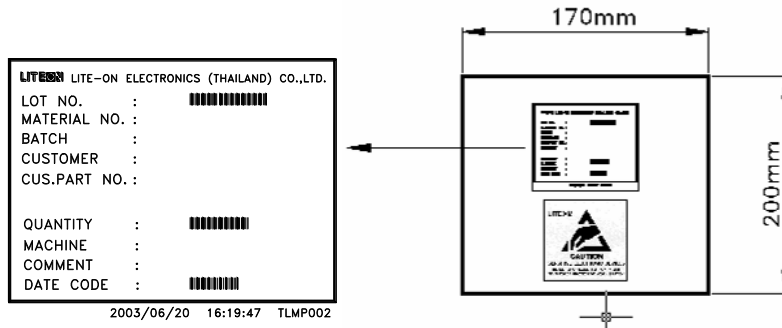 LITEON LITE-ON ELECTRONICS (THAILAND) CO.,LTD.
LOT NO. :
MATERIAL NO. :
BATCH :
CUSTOMER :
CUS.PART NO. :
QUANTITY :
MACHINE :
COMMENT :
DATE CODE :
2003/06/20 16:19:47 TLMP002
170mm
200mm
LITEON
CAUTION